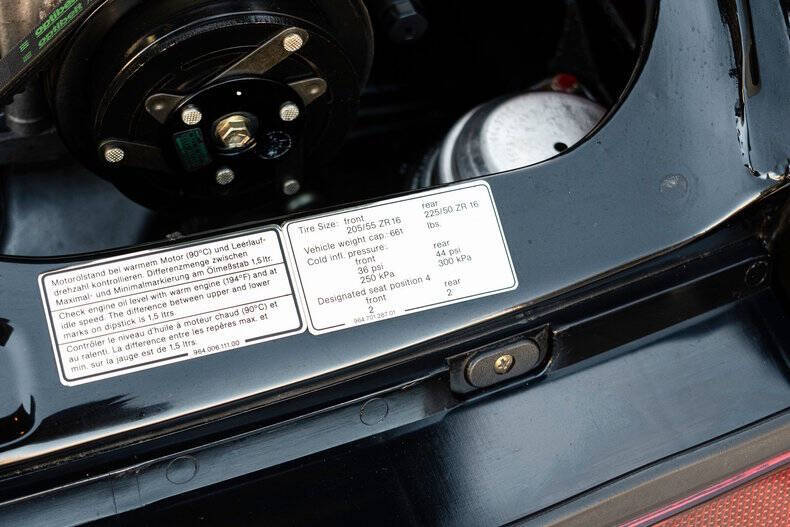 optibelt
optibelt
Motorölstand bei warmem Motor (90°C) und Leerlauf-
drehzahl kontrollieren. Differenzmenge zwischen
Maximal- und Minimalmarkierung am Ölmeßstab 1,5 ltr.
Check engine oil level with warm engine (194°F) and at
idle speed. The difference between upper and lower
marks on dipstick is 1.5 ltrs.
Contrôler le niveau d'huile à moteur chaud (90°C) et
au ralenti. La différence entre les repères max. et
min. sur la jauge est de 1,5 ltrs.
964.006.111.00
Tire Size: front rear
205/55 ZR 16 225/50 ZR 16
Vehicle weight cap.: 661 lbs.
Cold infl. pressure:
front rear
36 psi 44 psi
250 kPa 300 kPa
Designated seat position 4
front rear
2 2
964.701.267.01